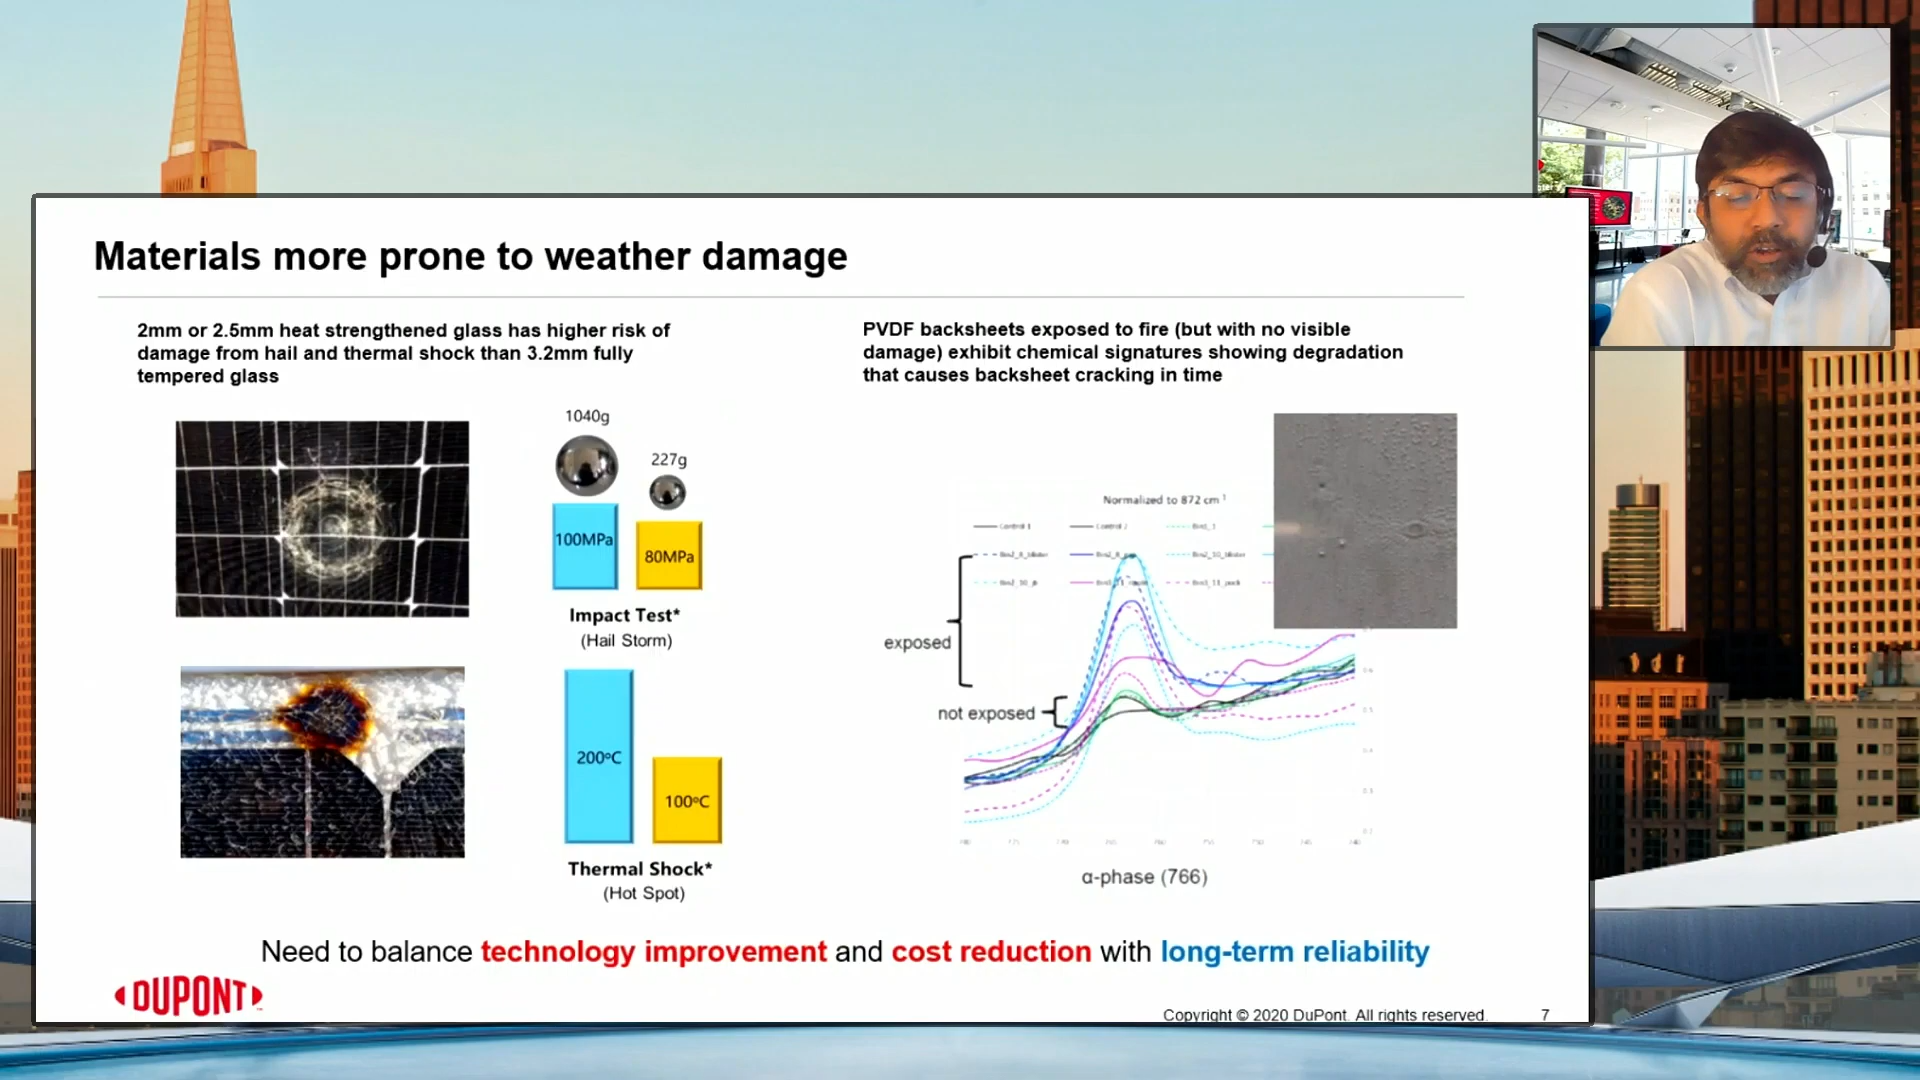 Materials more prone to weather damage
2mm or 2.5mm heat strengthened glass has higher risk of
damage from hail and thermal shock than 3.2mm fully
tempered glass
1040g
227g
100MPa
80MPa
Impact Test*
(Hail Storm)
200ºC
100ºC
Thermal Shock*
(Hot Spot)
PVDF backsheets exposed to fire (but with no visible
damage) exhibit chemical signatures showing degradation
that causes backsheet cracking in time
Normalized to 872 cm⁻¹
exposed
not exposed
α-phase (766)
Need to balance technology improvement and cost reduction with long-term reliability
DUPONT
Copyright © 2020 DuPont. All rights reserved.
7